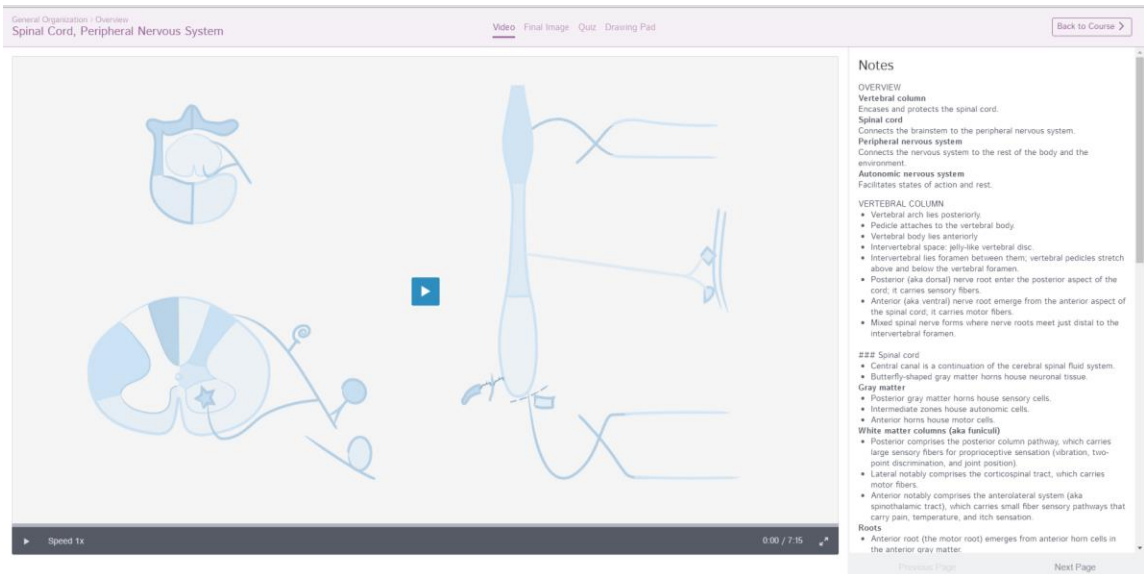 General Organization › Overview
Spinal Cord, Peripheral Nervous System
Video Final Image Quiz Drawing Pad
Back to Course
Notes
OVERVIEW
Vertebral column
Encases and protects the spinal cord.
Spinal cord
Connects the brainstem to the peripheral nervous system.
Peripheral nervous system
Connects the nervous system to the rest of the body and the
environment.
Autonomic nervous system
Facilitates states of action and rest.
VERTEBRAL COLUMN
• Vertebral arch lies posteriorly.
• Pedicle attaches to the vertebral body.
• Vertebral body lies anteriorly
• Intervertebral space: jelly-like vertebral disc.
• Intervertebral lies foramen between them; vertebral pedicles stretch
above and below the vertebral foramen.
• Posterior (aka dorsal) nerve root enter the posterior aspect of the
cord; it carries sensory fibers.
• Anterior (aka ventral) nerve root emerge from the anterior aspect of
the spinal cord; it carries motor fibers.
• Mixed spinal nerve forms where nerve roots meet just distal to the
intervertebral foramen.
### Spinal cord
• Central canal is a continuation of the cerebral spinal fluid system.
• Butterfly-shaped gray matter horns house neuronal tissue.
Gray matter
• Posterior gray matter horns house sensory cells.
• Intermediate zones house autonomic cells.
• Anterior horns house motor cells.
White matter columns (aka funiculi)
• Posterior comprises the posterior column pathway, which carries
large sensory fibers for proprioceptive sensation (vibration, two-
point discrimination, and joint position).
• Lateral notably comprises the corticospinal tract, which carries
motor fibers.
• Anterior notably comprises the anterolateral system (aka
spinothalamic tract), which carries small fiber sensory pathways that
carry pain, temperature, and itch sensation.
Roots
• Anterior root (the motor root) emerges from anterior horn cells in
the anterior gray matter.
Speed 1x
0:00 / 7:15
Previous Page
Next Page